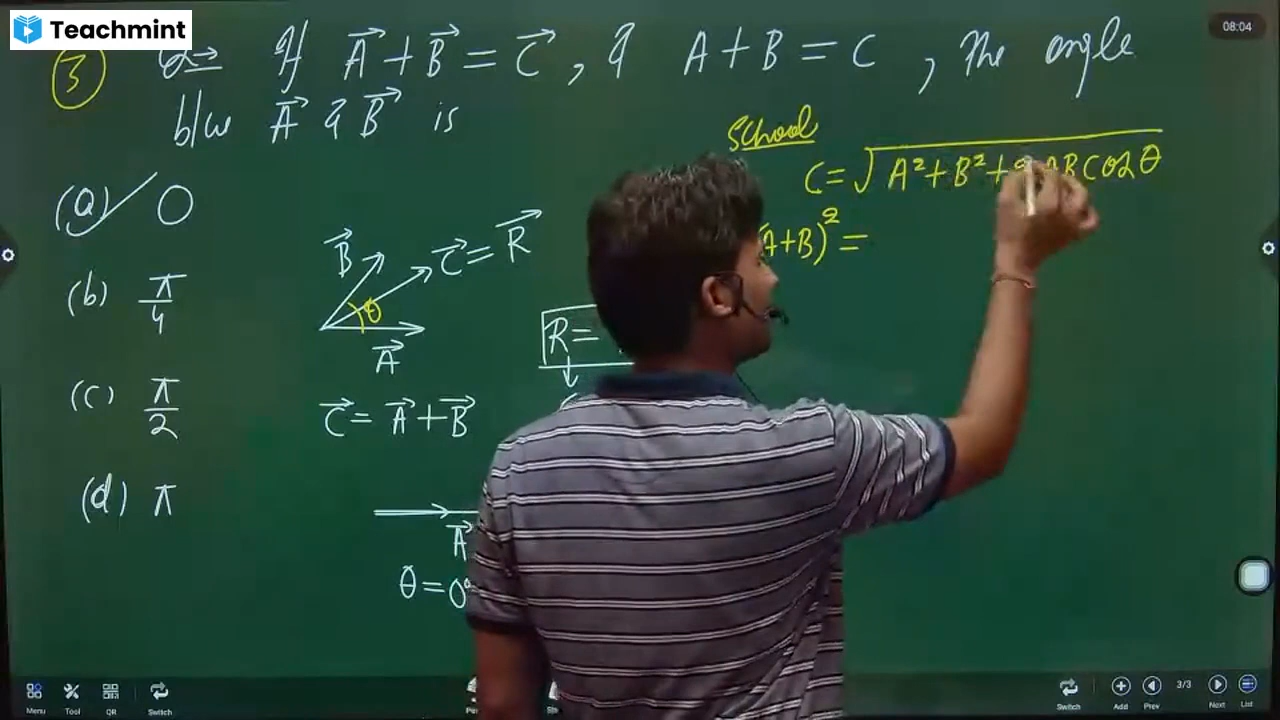 Teachmint
08:04
3 Q→ If A⃗ + B⃗ = C⃗ , & A + B = C , the angle
b/w A⃗ & B⃗ is
School
C = √A² + B² + 2ABCosθ
A+B)² =
(a) 0
(b) π/4
(c) π/2
(d) π
B⃗
C⃗ = R⃗
θ
A⃗
R =
C⃗ = A⃗ + B⃗
A⃗
θ = 0°
Menu
Tool
QR
Switch
Switch
Add
Prev
3/3
Next
List